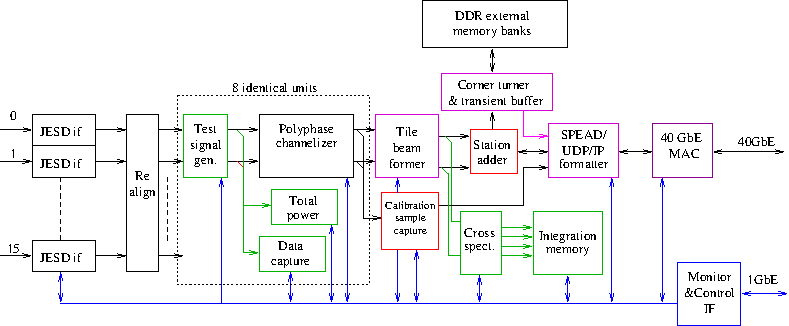 DDR external
memory banks
8 identical units
Corner turner
& transient buffer
0
JESD if
Test
signal
gen.
Polyphase
channelizer
Tile
beam
former
Station
adder
SPEAD/
UDP/IP
formatter
40 GbE
MAC
40GbE
1
JESD if
Re
align
Total
power
Calibration
sample
capture
15
JESD if
Data
capture
Cross
spect.
Integration
memory
Monitor
&Control
IF
1GbE